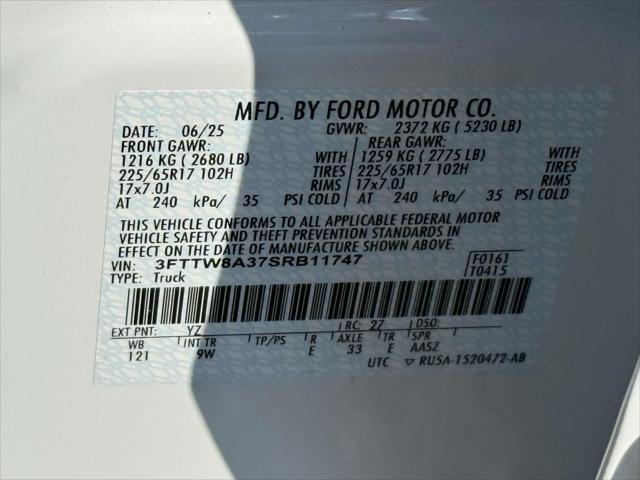 MFD. BY FORD MOTOR CO.
DATE: 06/25 GVWR: 2372 KG ( 5230 LB)
FRONT GAWR: REAR GAWR:
1216 KG ( 2680 LB) WITH 1259 KG ( 2775 LB) WITH
225/65R17 102H TIRES 225/65R17 102H TIRES
17x7.0J RIMS 17x7.0J RIMS
AT 240 kPa/ 35 PSI COLD AT 240 kPa/ 35 PSI COLD
THIS VEHICLE CONFORMS TO ALL APPLICABLE FEDERAL MOTOR
VEHICLE SAFETY AND THEFT PREVENTION STANDARDS IN
EFFECT ON THE DATE OF MANUFACTURE SHOWN ABOVE.
VIN: 3FTTW8A37SRB11747 F0161
TYPE: Truck T0415
EXT PNT: YZ RC: 27 DSO:
WB INT TR TP/PS R AXLE TR SPR
121 9W E 33 E AASZ
UTC ▽ RU5A-1520472-AB